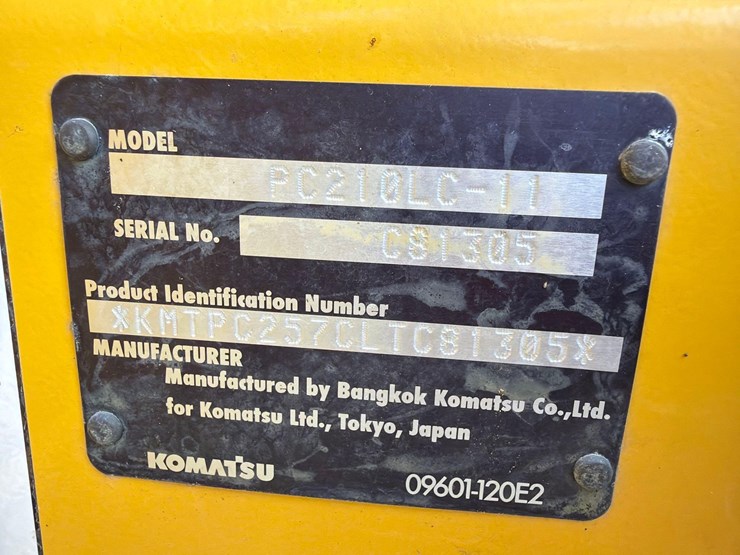 MODEL
PC210LC-11
SERIAL No.
C81305
Product Identification Number
*KMTPC257CLTC81305*
MANUFACTURER
Manufactured by Bangkok Komatsu Co.,Ltd.
for Komatsu Ltd., Tokyo, Japan
KOMATSU
09601-120E2